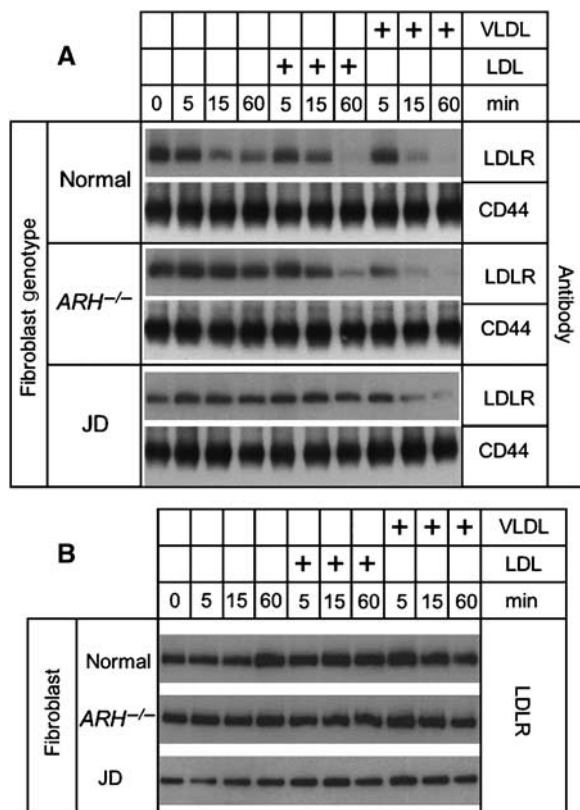 A
+ + + VLDL
+ + + LDL
0 5 15 60 5 15 60 5 15 60 min
Fibroblast genotype
Normal
LDLR
CD44
ARH−/−
LDLR
CD44
JD
LDLR
CD44
Antibody
B
+ + + VLDL
+ + + LDL
0 5 15 60 5 15 60 5 15 60 min
Fibroblast
Normal
ARH−/−
JD
LDLR